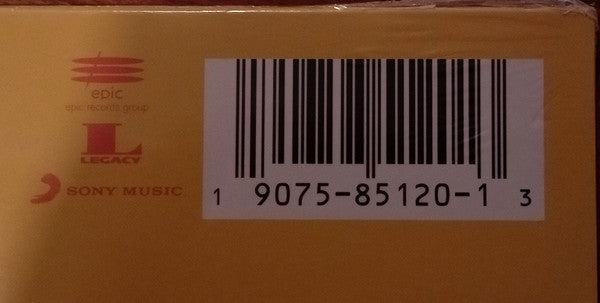 epic
epic records group
L
LEGACY
SONY MUSIC
1 9075-85120-1 3